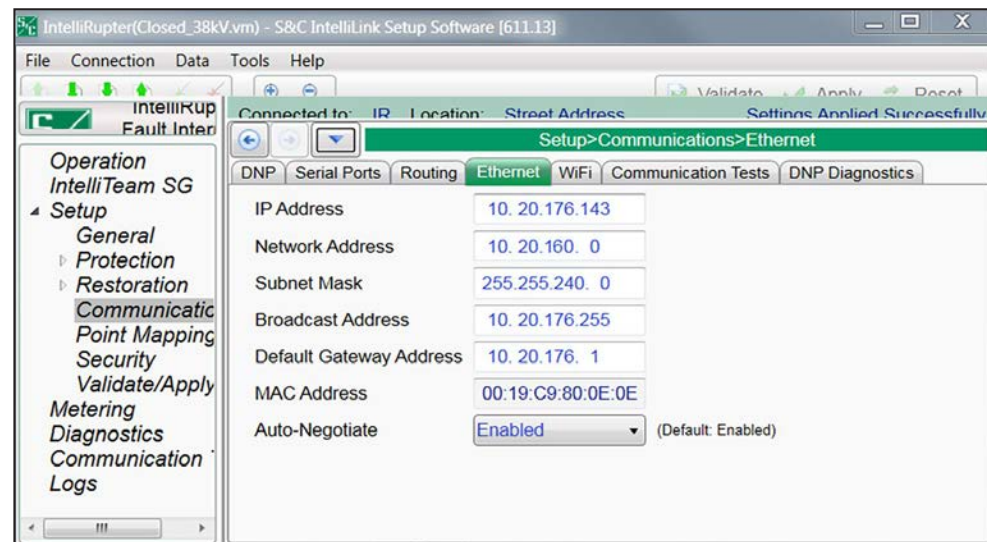 IntelliRupter(Closed_38kV.vm) - S&C IntelliLink Setup Software [611.13]
File Connection Data Tools Help
Validate Apply Reset
IntelliRup
Fault Inter
Connected to: IR Location: Street Address Settings Applied Successfully
Setup>Communications>Ethernet
DNP Serial Ports Routing Ethernet WiFi Communication Tests DNP Diagnostics
Operation
IntelliTeam SG
Setup
General
Protection
Restoration
Communicatio
Point Mapping
Security
Validate/Apply
Metering
Diagnostics
Communication
Logs
IP Address 10. 20.176.143
Network Address 10. 20.160. 0
Subnet Mask 255.255.240. 0
Broadcast Address 10. 20.176.255
Default Gateway Address 10. 20.176. 1
MAC Address 00:19:C9:80:0E:0E
Auto-Negotiate Enabled (Default: Enabled)